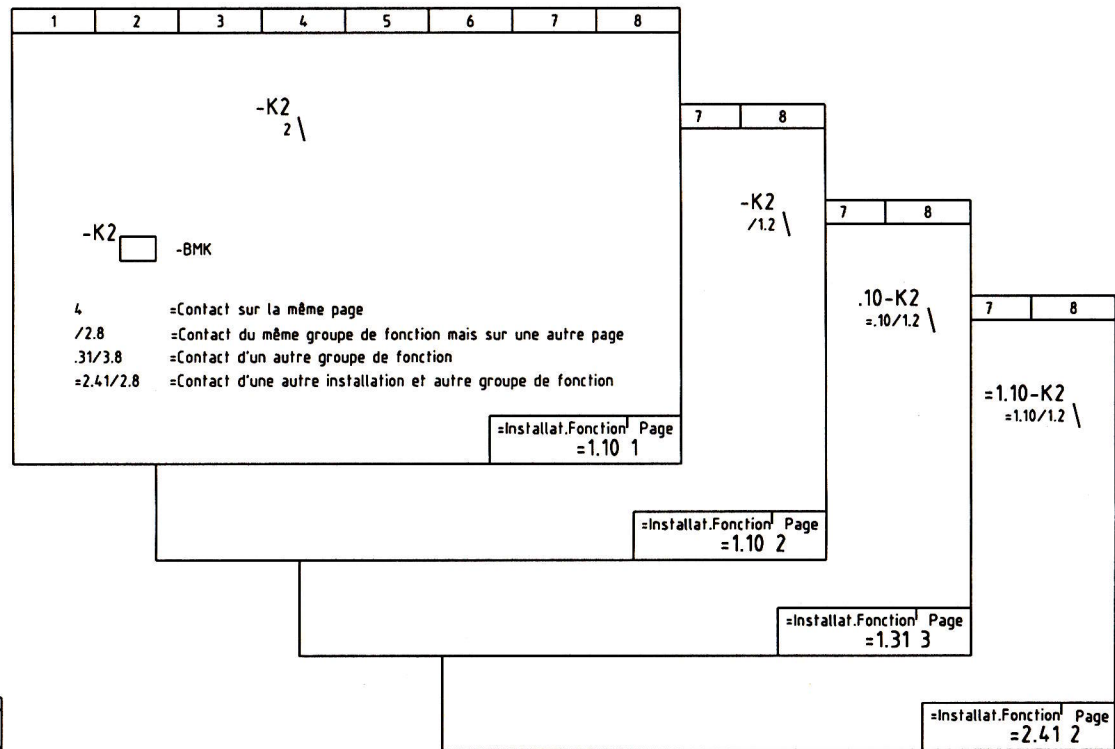 1 2 3 4 5 6 7 8
-K2
2
-K2
-BMK
4 =Contact sur la même page
/2.8 =Contact du même groupe de fonction mais sur une autre page
.31/3.8 =Contact d'un autre groupe de fonction
=2.41/2.8 =Contact d'une autre installation et autre groupe de fonction
=Installat.Fonction Page
=1.10 1
7 8
-K2
/1.2
=Installat.Fonction Page
=1.10 2
7 8
.10-K2
=.10/1.2
=Installat.Fonction Page
=1.31 3
7 8
=1.10-K2
=1.10/1.2
=Installat.Fonction Page
=2.41 2